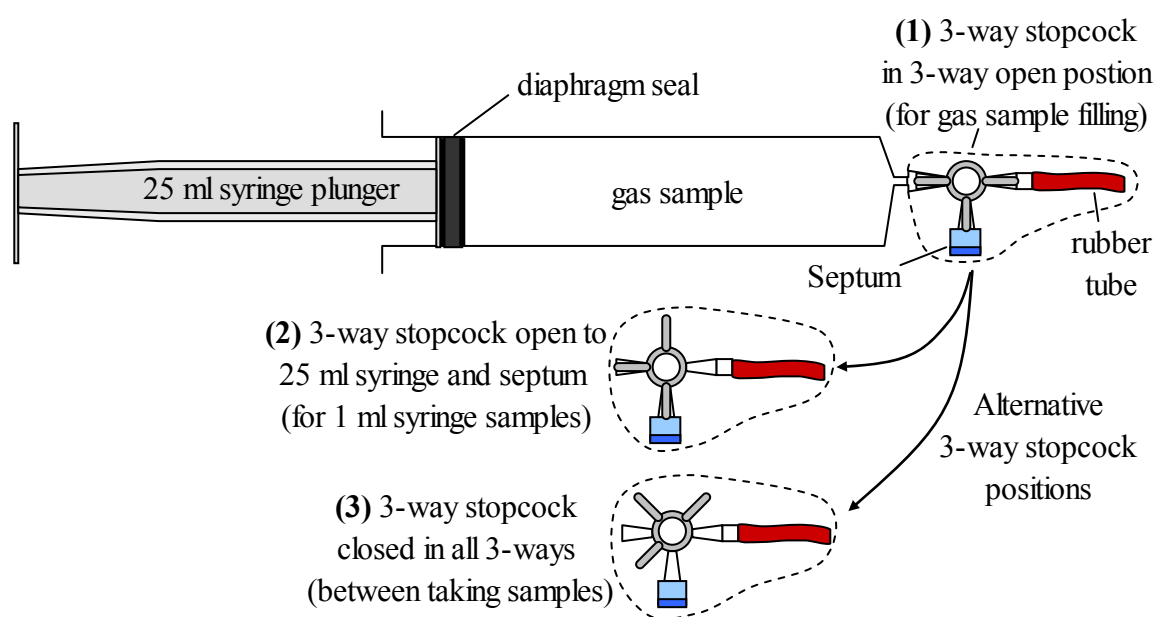 (1) 3-way stopcock
in 3-way open postion
(for gas sample filling)
diaphragm seal
25 ml syringe plunger
gas sample
Septum
rubber
tube
(2) 3-way stopcock open to
25 ml syringe and septum
(for 1 ml syringe samples)
Alternative
3-way stopcock
positions
(3) 3-way stopcock
closed in all 3-ways
(between taking samples)